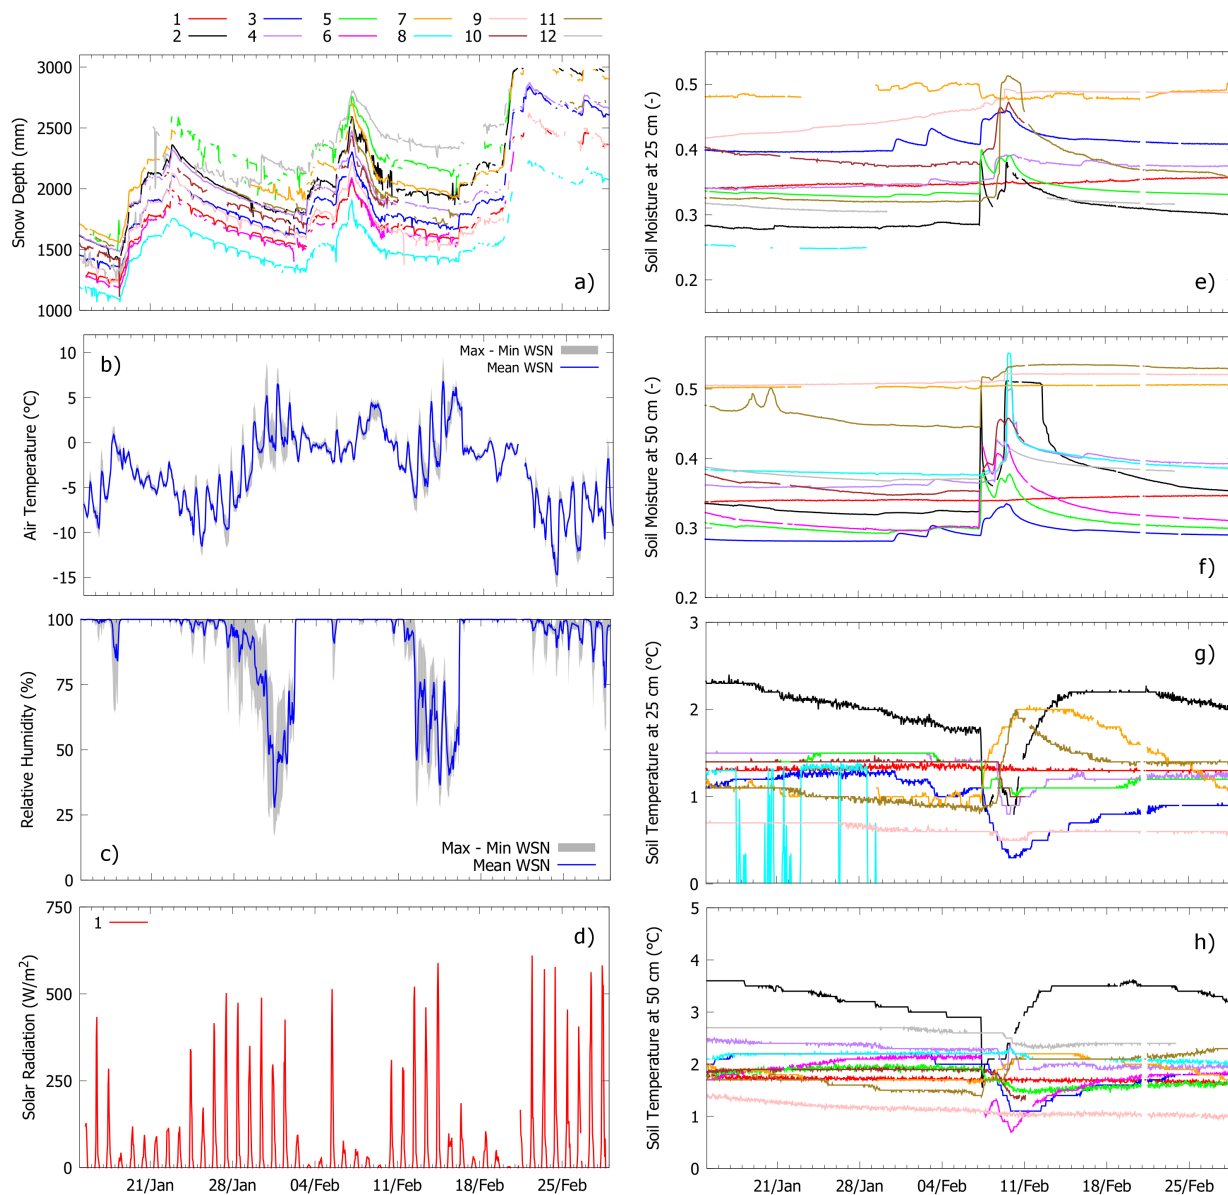 1 3 5 7 9 11
2 4 6 8 10 12
3000
2500
2000
1500
1000
Snow Depth (mm)
a)
10
5
0
-5
-10
-15
Air Temperature (°C)
b)
Max - Min WSN
Mean WSN
100
75
50
25
0
Relative Humidity (%)
c)
Max - Min WSN
Mean WSN
750
500
250
0
Solar Radiation (W/m²)
1
d)
21/Jan 28/Jan 04/Feb 11/Feb 18/Feb 25/Feb
0.5
0.4
0.3
0.2
Soil Moisture at 25 cm (-)
e)
0.5
0.4
0.3
0.2
Soil Moisture at 50 cm (-)
f)
3
2
1
0
Soil Temperature at 25 cm (°C)
g)
5
4
3
2
1
0
Soil Temperature at 50 cm (°C)
h)
21/Jan 28/Jan 04/Feb 11/Feb 18/Feb 25/Feb